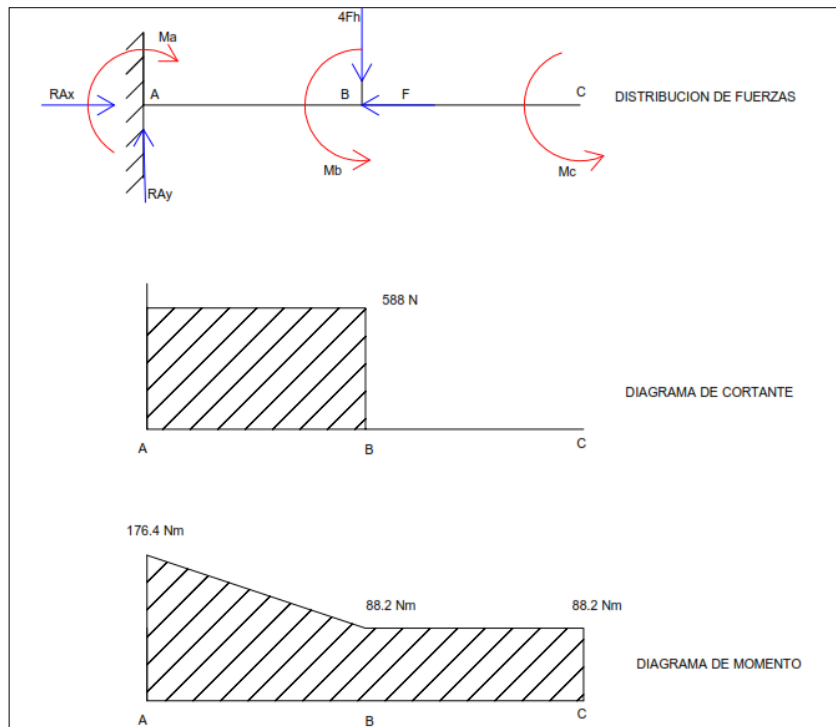 4Fh
Ma
RAx
A
B
F
C
DISTRIBUCION DE FUERZAS
RAy
Mb
Mc
588 N
DIAGRAMA DE CORTANTE
A
B
C
176.4 Nm
88.2 Nm
88.2 Nm
DIAGRAMA DE MOMENTO
A
B
C